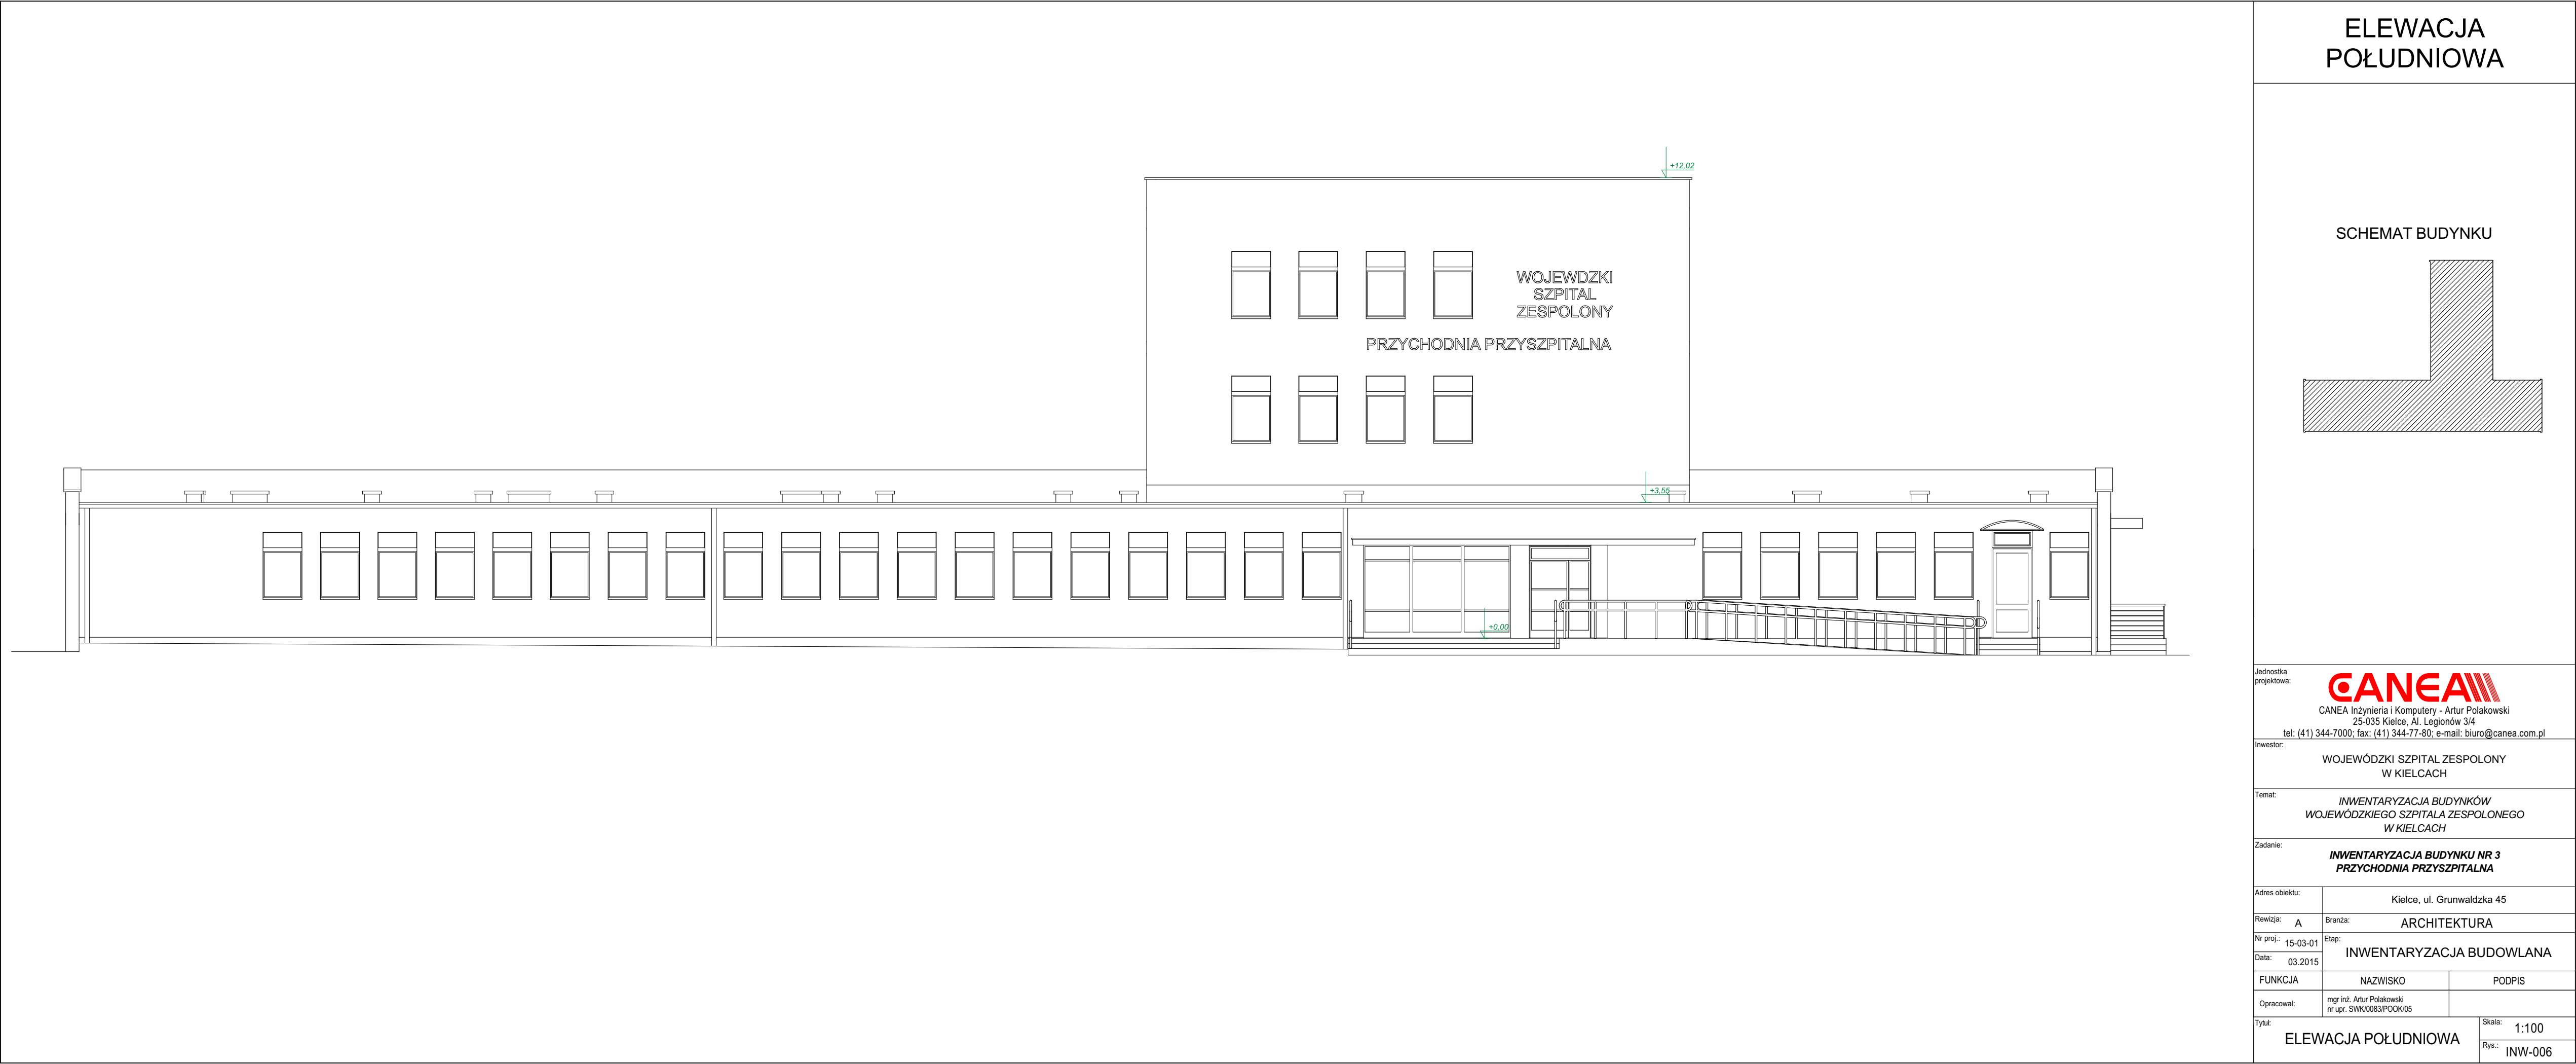 ELEWACJA
POŁUDNIOWA
+12,02
SCHEMAT BUDYNKU
WOJEWDZKI
SZPITAL
ZESPOLONY
PRZYCHODNIA PRZYSZPITALNA
+3,55
+0,00
Jednostka
projektowa:
CANEA
CANEA Inżynieria i Komputery - Artur Polakowski
25-035 Kielce, Al. Legionów 3/4
tel: (41) 344-7000; fax: (41) 344-77-80; e-mail: biuro@canea.com.pl
Inwestor:
WOJEWÓDZKI SZPITAL ZESPOLONY
W KIELCACH
Temat:
INWENTARYZACJA BUDYNKÓW
WOJEWÓDZKIEGO SZPITALA ZESPOLONEGO
W KIELCACH
Zadanie:
INWENTARYZACJA BUDYNKU NR 3
PRZYCHODNIA PRZYSZPITALNA
Adres obiektu:
Kielce, ul. Grunwaldzka 45
Rewizja: A Branża: ARCHITEKTURA
Nr proj.: 15-03-01 Etap: INWENTARYZACJA BUDOWLANA
Data: 03.2015
FUNKCJA NAZWISKO PODPIS
Opracował: mgr inż. Artur Polakowski
nr upr. SWK/0083/POOK/05
Tytuł: ELEWACJA POŁUDNIOWA
Skala: 1:100
Rys.: INW-006